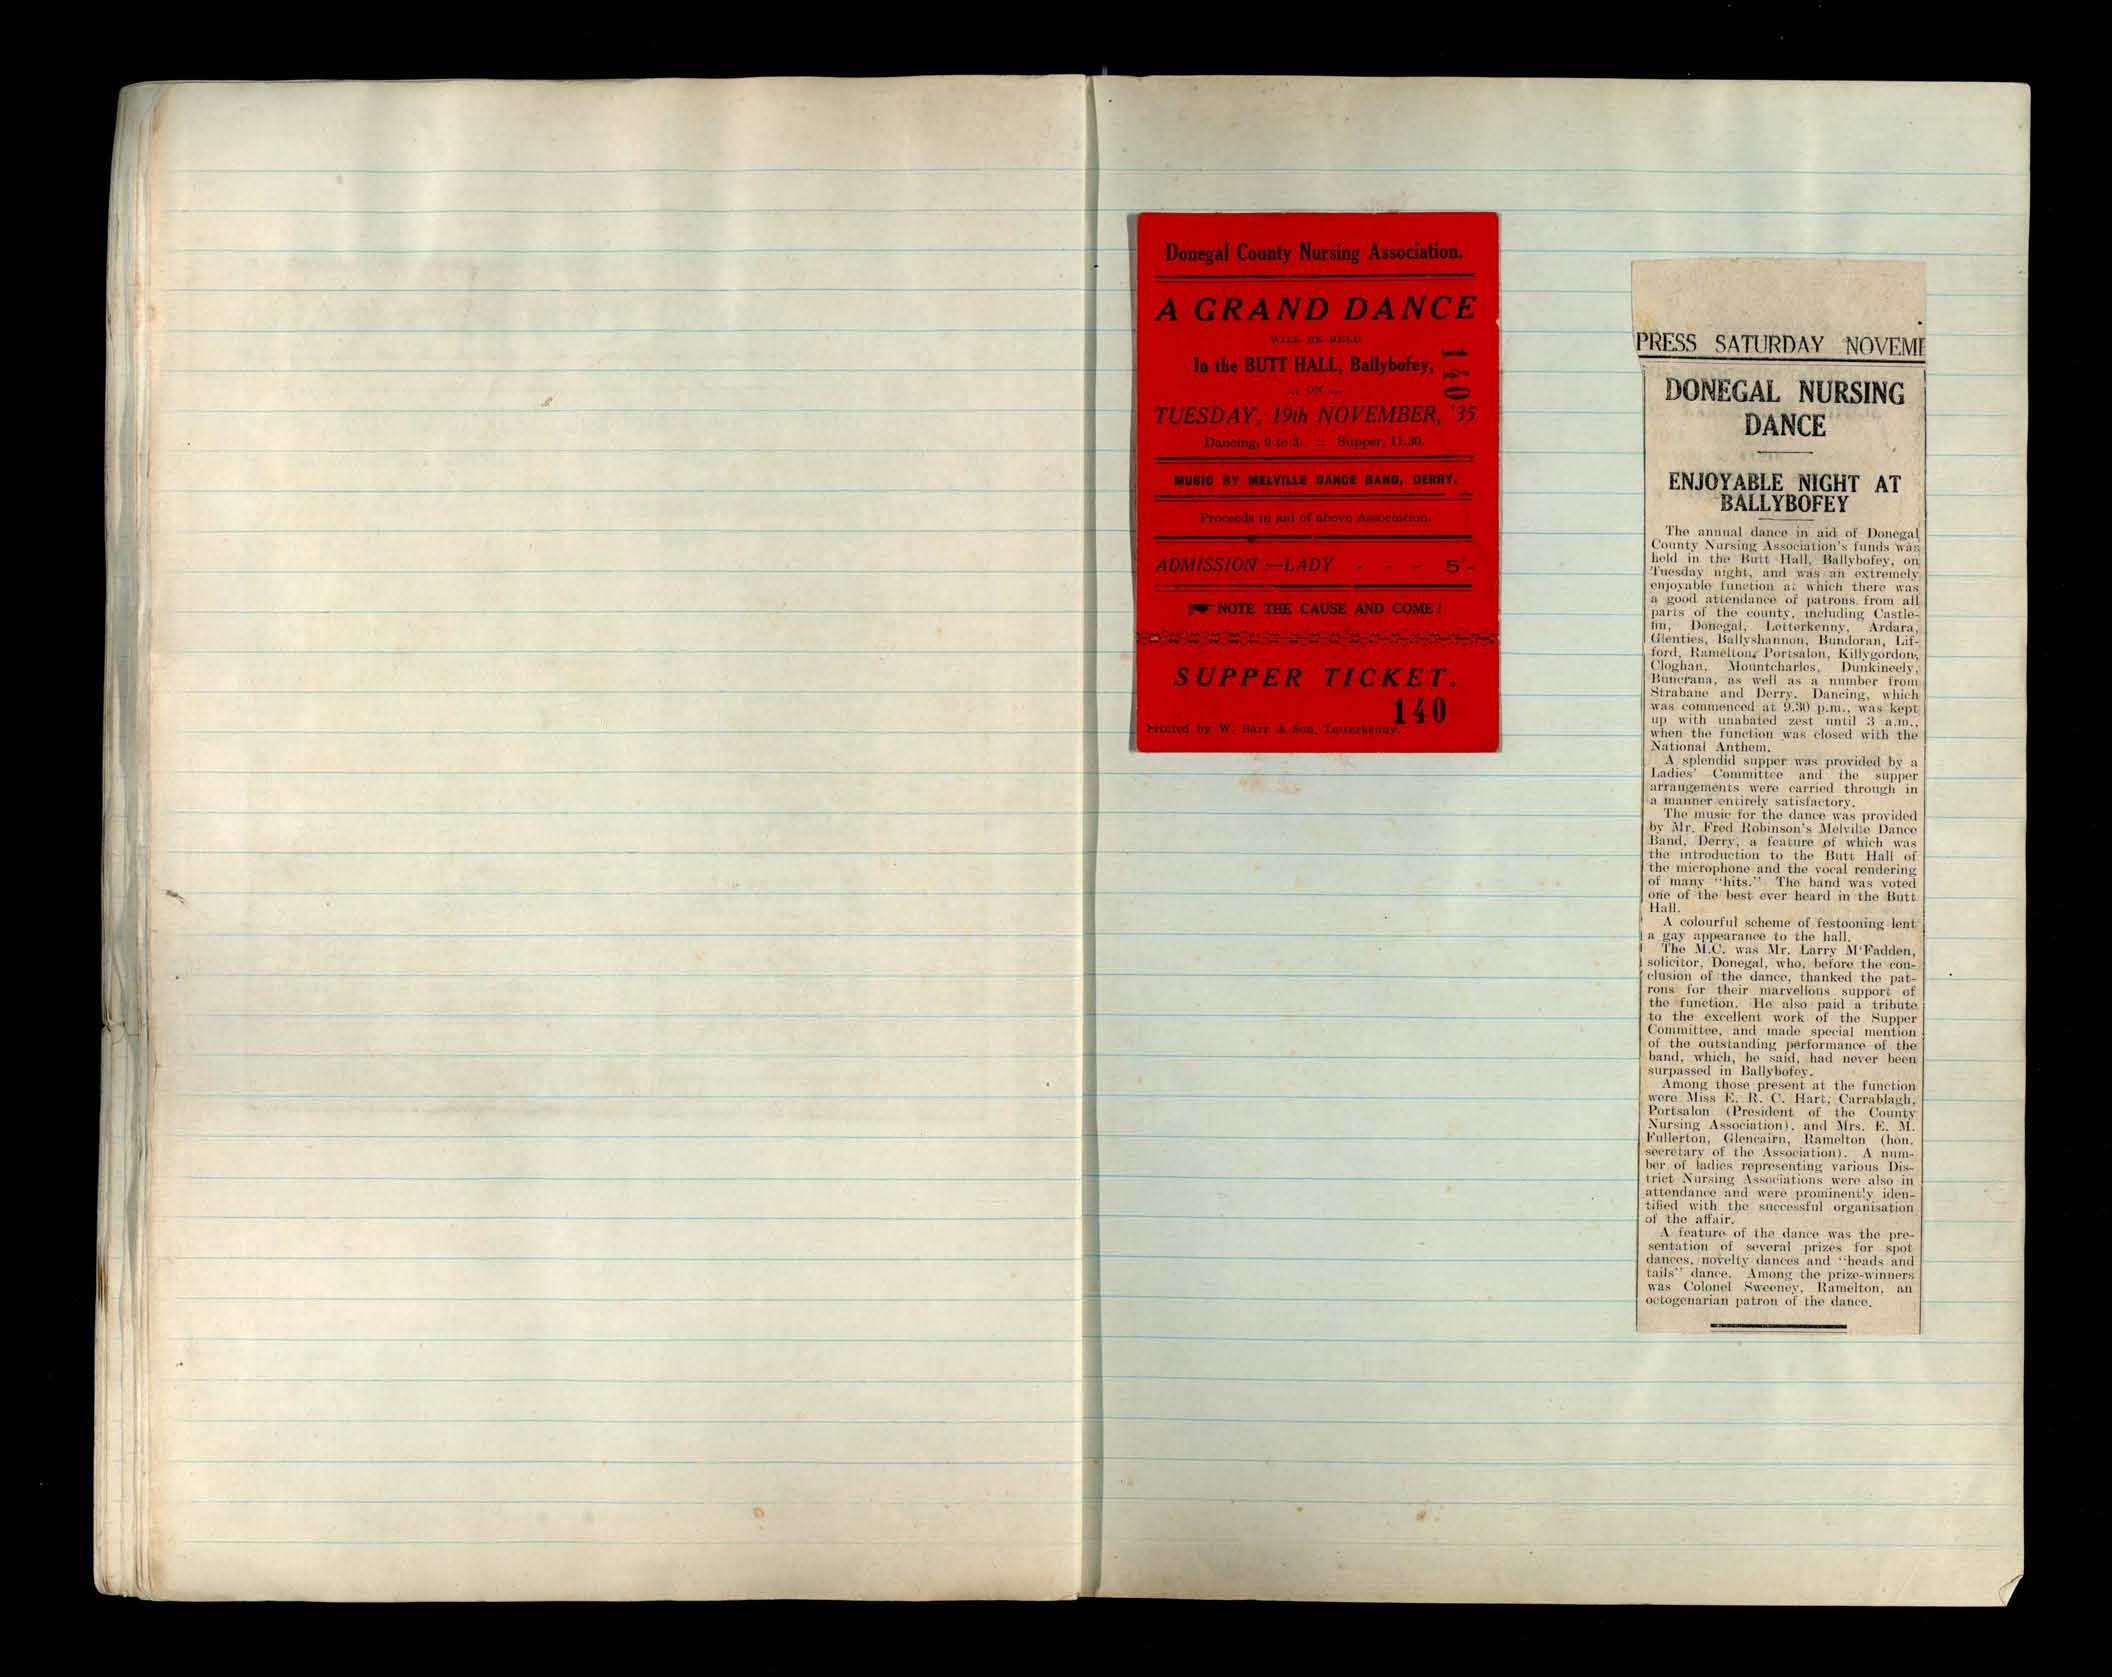 Donegal County Nursing Association.
A GRAND DANCE
WILL BE HELD
In the BUTT HALL, Ballybofey,
140
... ON ...
TUESDAY, 19th NOVEMBER, '35
Dancing, 9 to 3. :: Supper, 11.30.
MUSIC BY MELVILLE DANCE BAND, DERRY.
Proceeds in aid of above Association.
ADMISSION :—LADY - - - 5'-
☛ NOTE THE CAUSE AND COME!
SUPPER TICKET.
140
Printed by W. Barr & Son, Letterkenny.
PRESS SATURDAY NOVEM
DONEGAL NURSING
DANCE
ENJOYABLE NIGHT AT
BALLYBOFEY
The annual dance in aid of Donegal
County Nursing Association's funds was
held in the Butt Hall, Ballybofey, on
Tuesday night, and was an extremely
enjoyable function at which there was
a good attendance of patrons from all
parts of the county, including Castle-
fin, Donegal, Letterkenny, Ardara,
Glenties, Ballyshannon, Bundoran, Lif-
ford, Ramelton, Portsalon, Killygordon,
Cloghan, Mountcharles, Dunkineely,
Buncrana, as well as a number from
Strabane and Derry. Dancing, which
was commenced at 9.30 p.m., was kept
up with unabated zest until 3 a.m.,
when the function was closed with the
National Anthem.
A splendid supper was provided by a
Ladies' Committee and the supper
arrangements were carried through in
a manner entirely satisfactory.
The music for the dance was provided
by Mr. Fred Robinson's Melville Dance
Band, Derry, a feature of which was
the introduction to the Butt Hall of
the microphone and the vocal rendering
of many "hits." The band was voted
one of the best ever heard in the Butt
Hall.
A colourful scheme of festooning lent
a gay appearance to the hall.
The M.C. was Mr. Larry M'Fadden,
solicitor, Donegal, who, before the con-
clusion of the dance, thanked the pat-
rons for their marvellous support of
the function. He also paid a tribute
to the excellent work of the Supper
Committee, and made special mention
of the outstanding performance of the
band, which, he said, had never been
surpassed in Ballybofey.
Among those present at the function
were Miss E. R. C. Hart, Carrablagh,
Portsalon (President of the County
Nursing Association), and Mrs. E. M.
Fullerton, Glencairn, Ramelton (hon.
secretary of the Association). A num-
ber of ladies representing various Dis-
trict Nursing Associations were also in
attendance and were prominently iden-
tified with the successful organisation
of the affair.
A feature of the dance was the pre-
sentation of several prizes for spot
dances, novelty dances and "heads and
tails" dance. Among the prize-winners
was Colonel Sweeney, Ramelton, an
octogenarian patron of the dance.